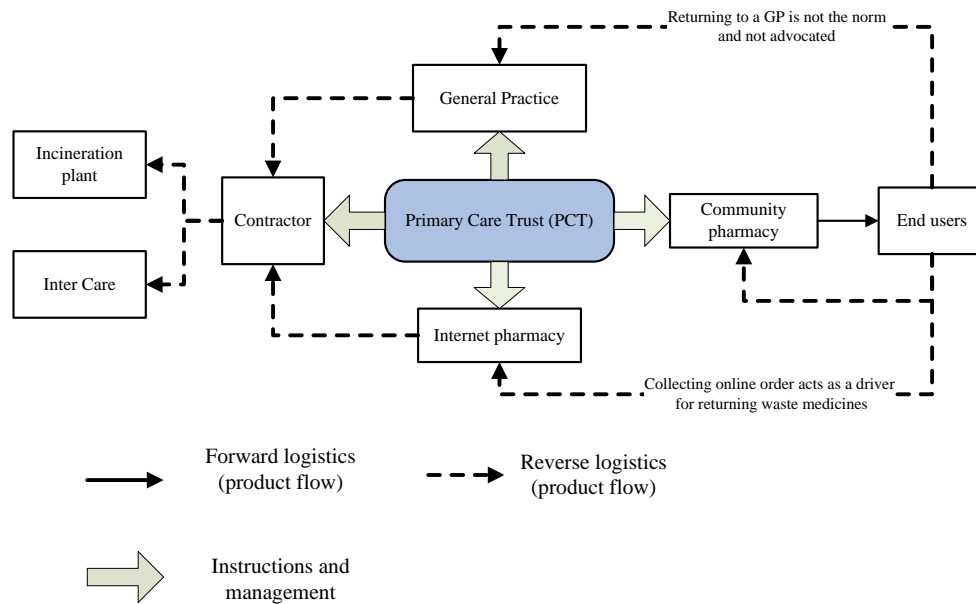 Returning to a GP is not the norm
and not advocated
General Practice
Incineration
plant
Contractor
Primary Care Trust (PCT)
Community
pharmacy
End users
Inter Care
Internet pharmacy
Collecting online order acts as a driver
for returning waste medicines
Forward logistics
(product flow)
Reverse logistics
(product flow)
Instructions and
management